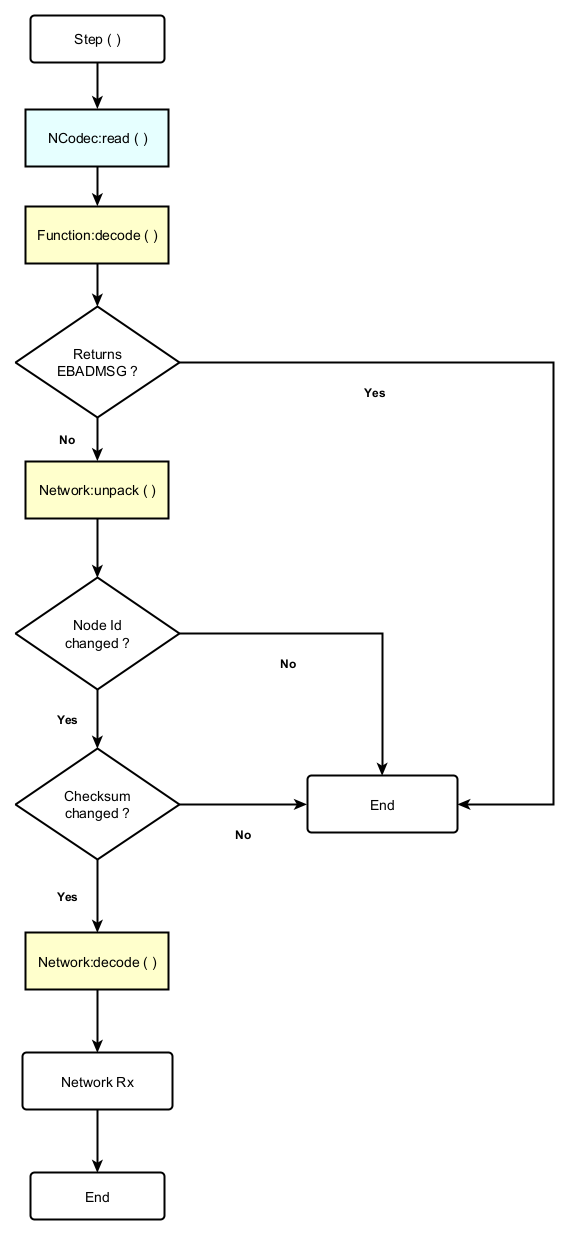 Step ( )
NCodec:read ( )
Function:decode ( )
Returns
EBADMSG ?
Yes
No
Network:unpack ( )
Node Id
changed ?
No
Yes
Checksum
changed ?
End
No
Yes
Network:decode ( )
Network Rx
End